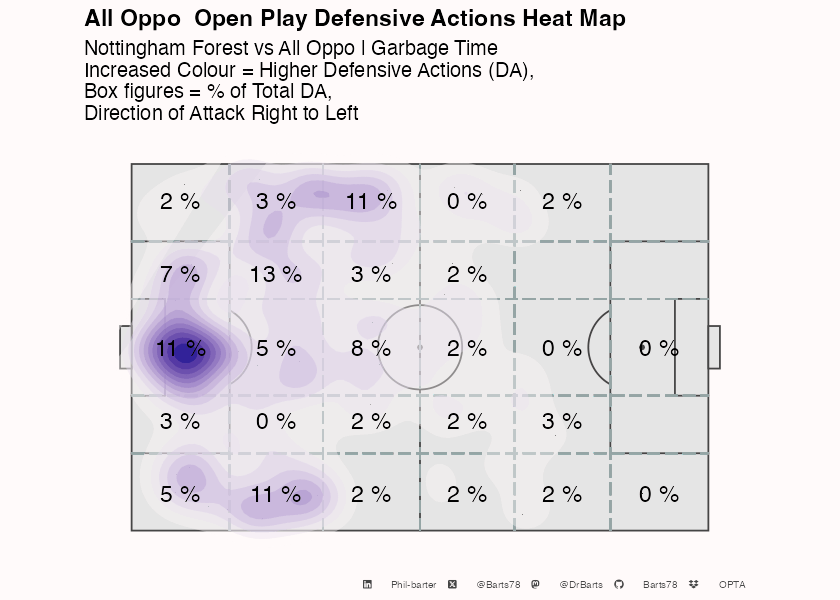 All Oppo  Open Play Defensive Actions Heat Map
Nottingham Forest vs All Oppo I Garbage Time
Increased Colour = Higher Defensive Actions (DA),
Box figures = % of Total DA,
Direction of Attack Right to Left
2 % 3 % 11 % 0 % 2 %
7 % 13 % 3 % 2 %
11 % 5 % 8 % 2 % 0 % 0 %
3 % 0 % 2 % 2 % 3 %
5 % 11 % 2 % 2 % 2 % 0 %
Phil-barter @Barts78 @DrBarts Barts78 OPTA